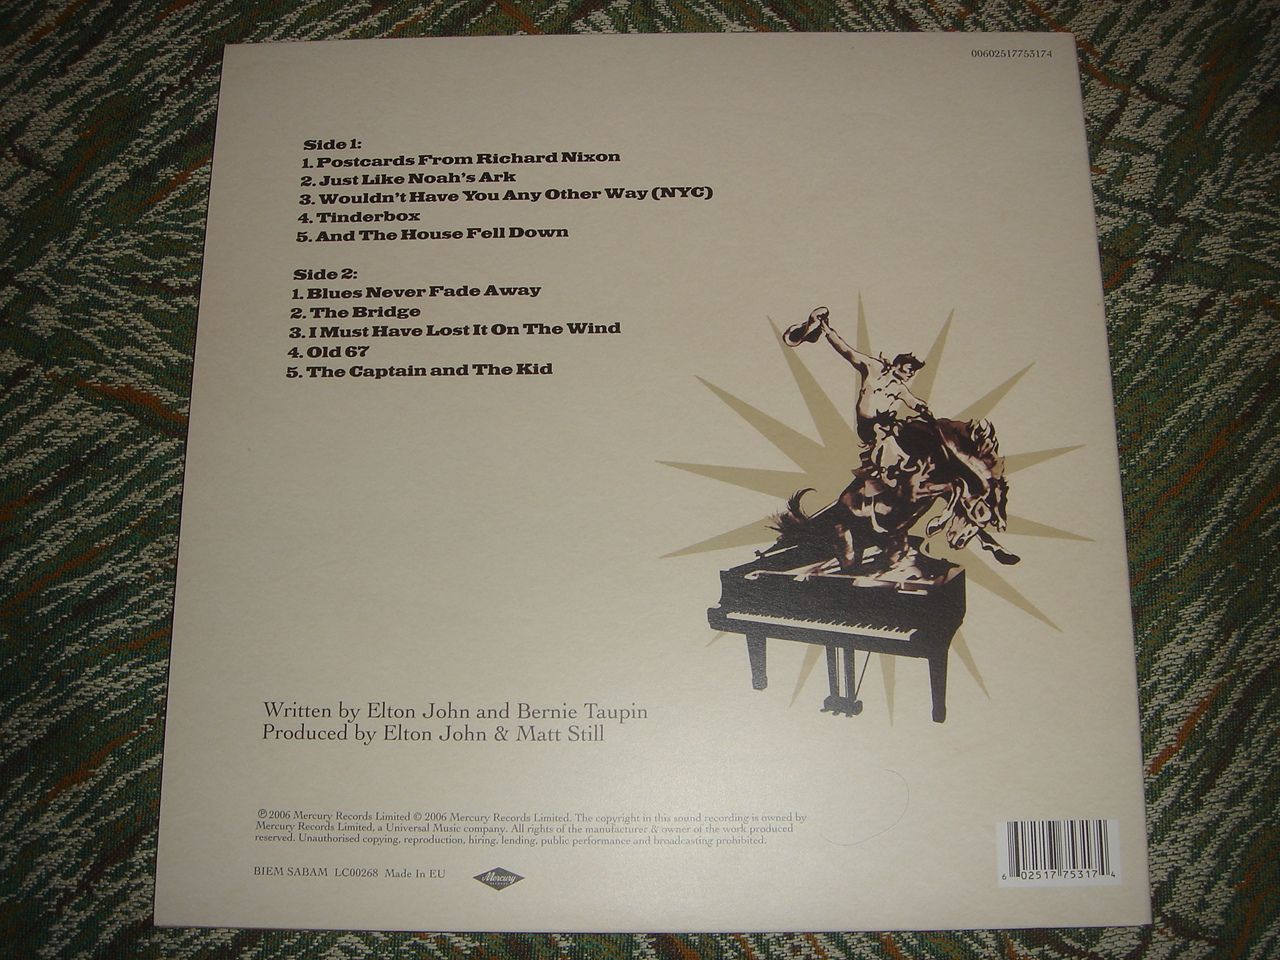 00602517753174
Side 1:
1. Postcards From Richard Nixon
2. Just Like Noah's Ark
3. Wouldn't Have You Any Other Way (NYC)
4. Tinderbox
5. And The House Fell Down
Side 2:
1. Blues Never Fade Away
2. The Bridge
3. I Must Have Lost It On The Wind
4. Old 67
5. The Captain and The Kid
Written by Elton John and Bernie Taupin
Produced by Elton John & Matt Still
℗ 2006 Mercury Records Limited © 2006 Mercury Records Limited. The copyright in this sound recording is owned by
Mercury Records Limited, a Universal Music company. All rights of the manufacturer & owner of the work produced
reserved. Unauthorised copying, reproduction, hiring, lending, public performance and broadcasting prohibited.
BIEM SABAM LC00268 Made In EU
Mercury
6 02517 75317 4